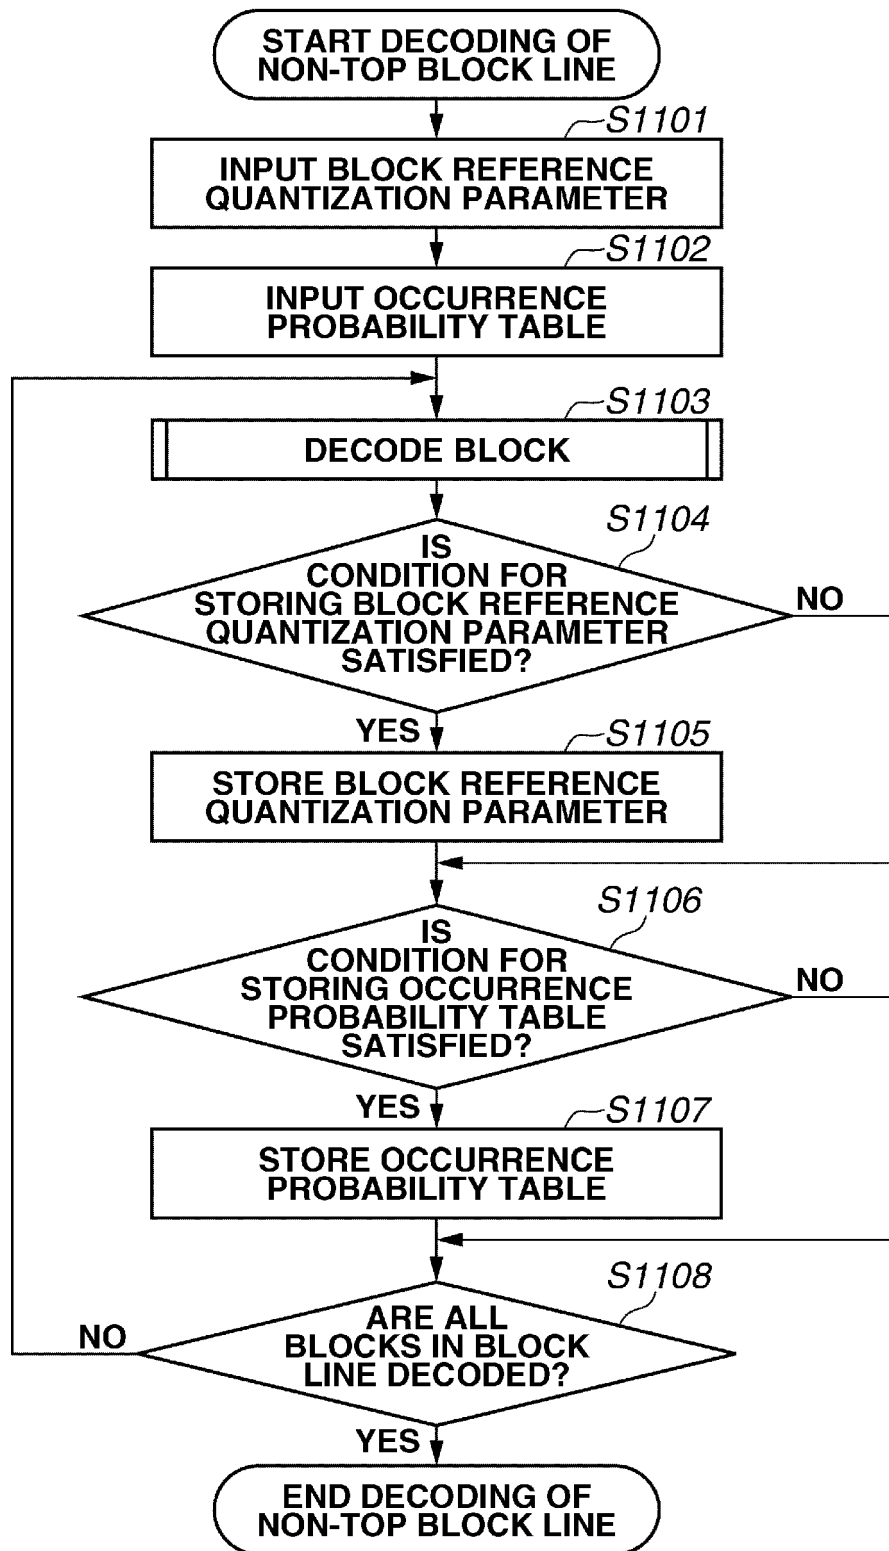 START DECODING OF
NON-TOP BLOCK LINE
S1101
INPUT BLOCK REFERENCE
QUANTIZATION PARAMETER
S1102
INPUT OCCURRENCE
PROBABILITY TABLE
S1103
DECODE BLOCK
S1104
IS
CONDITION FOR
STORING BLOCK REFERENCE
QUANTIZATION PARAMETER
SATISFIED?
NO
YES
S1105
STORE BLOCK REFERENCE
QUANTIZATION PARAMETER
S1106
IS
CONDITION FOR
STORING OCCURRENCE
PROBABILITY TABLE
SATISFIED?
NO
YES
S1107
STORE OCCURRENCE
PROBABILITY TABLE
S1108
ARE ALL
BLOCKS IN BLOCK
LINE DECODED?
NO
YES
END DECODING OF
NON-TOP BLOCK LINE